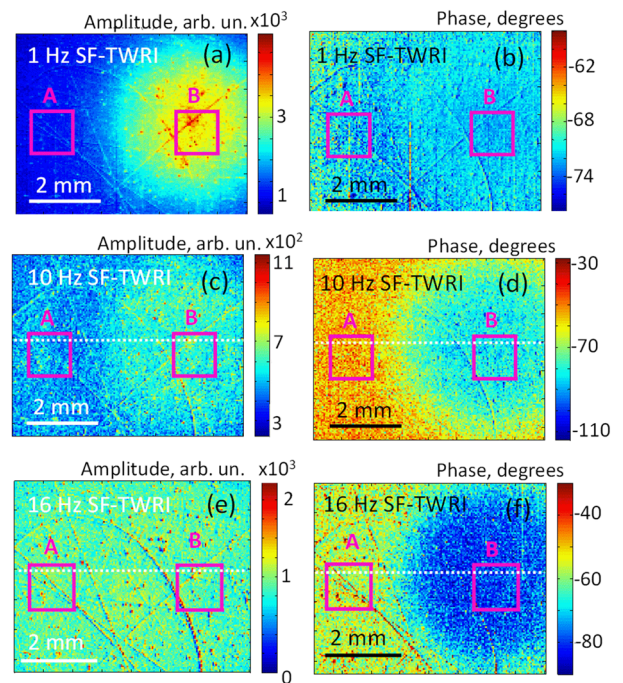 Amplitude, arb. un. x10³
1 Hz SF-TWRI (a)
A B
2 mm
3
2
1
Phase, degrees
1 Hz SF-TWRI (b)
A B
2 mm
-62
-68
-74
Amplitude, arb. un. x10²
10 Hz SF-TWRI (c)
A B
2 mm
11
7
3
Phase, degrees
10 Hz SF-TWRI (d)
A B
2 mm
-30
-70
-110
Amplitude, arb. un. x10³
16 Hz SF-TWRI (e)
A B
2 mm
2
1
0
Phase, degrees
16 Hz SF-TWRI (f)
A B
2 mm
-40
-60
-80